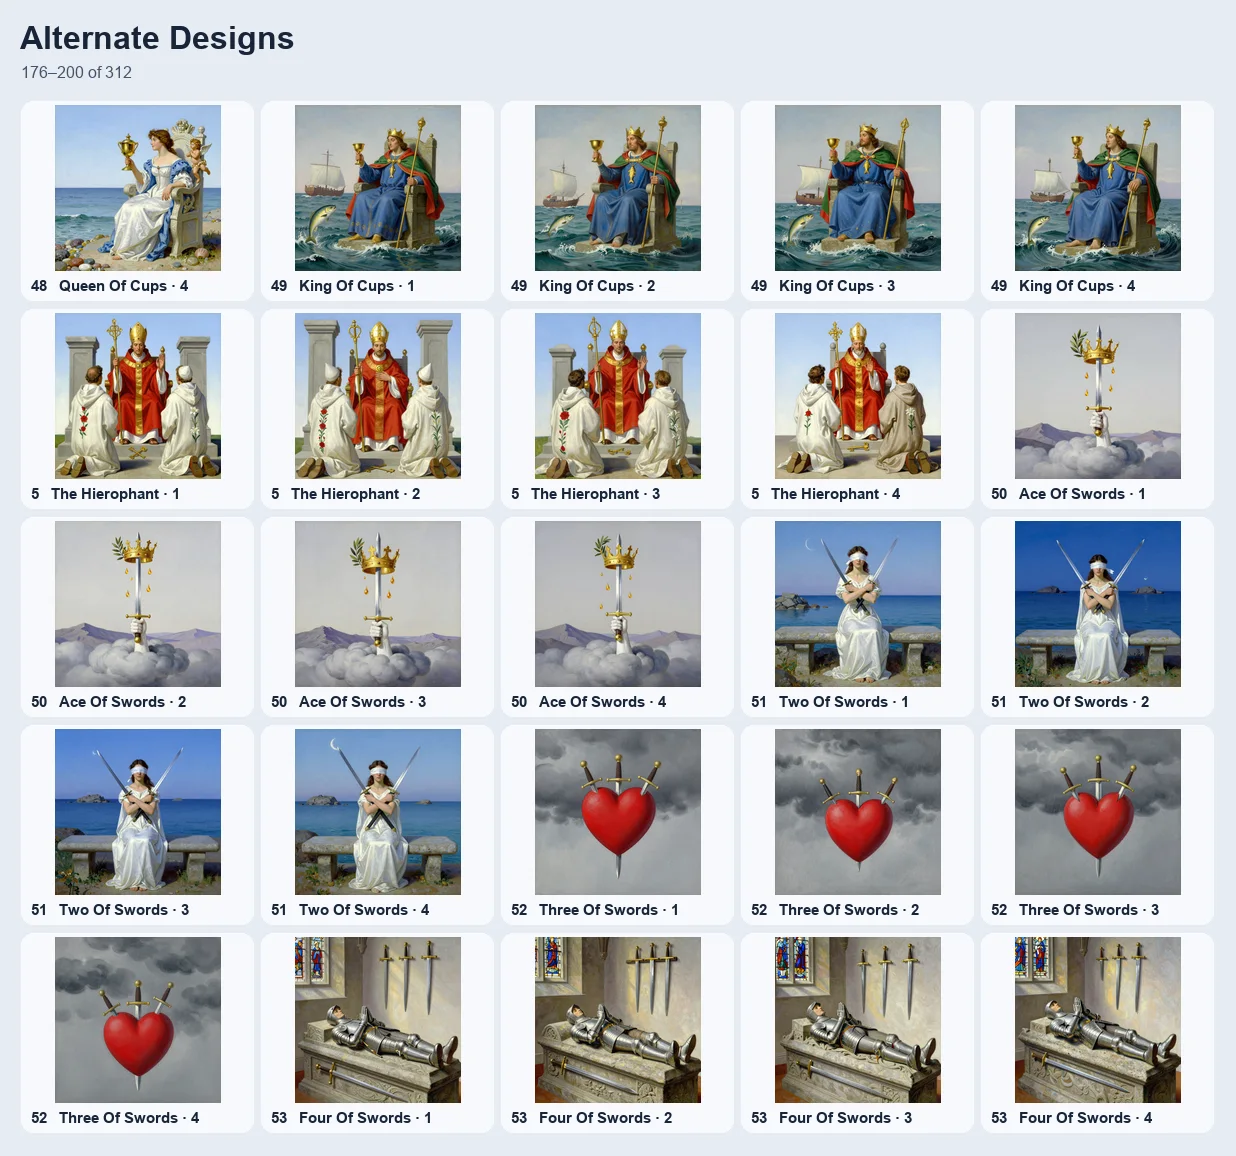 Alternate Designs
176–200 of 312
48 Queen Of Cups · 4
49 King Of Cups · 1
49 King Of Cups · 2
49 King Of Cups · 3
49 King Of Cups · 4
5 The Hierophant · 1
5 The Hierophant · 2
5 The Hierophant · 3
5 The Hierophant · 4
50 Ace Of Swords · 1
50 Ace Of Swords · 2
50 Ace Of Swords · 3
50 Ace Of Swords · 4
51 Two Of Swords · 1
51 Two Of Swords · 2
51 Two Of Swords · 3
51 Two Of Swords · 4
52 Three Of Swords · 1
52 Three Of Swords · 2
52 Three Of Swords · 3
52 Three Of Swords · 4
53 Four Of Swords · 1
53 Four Of Swords · 2
53 Four Of Swords · 3
53 Four Of Swords · 4